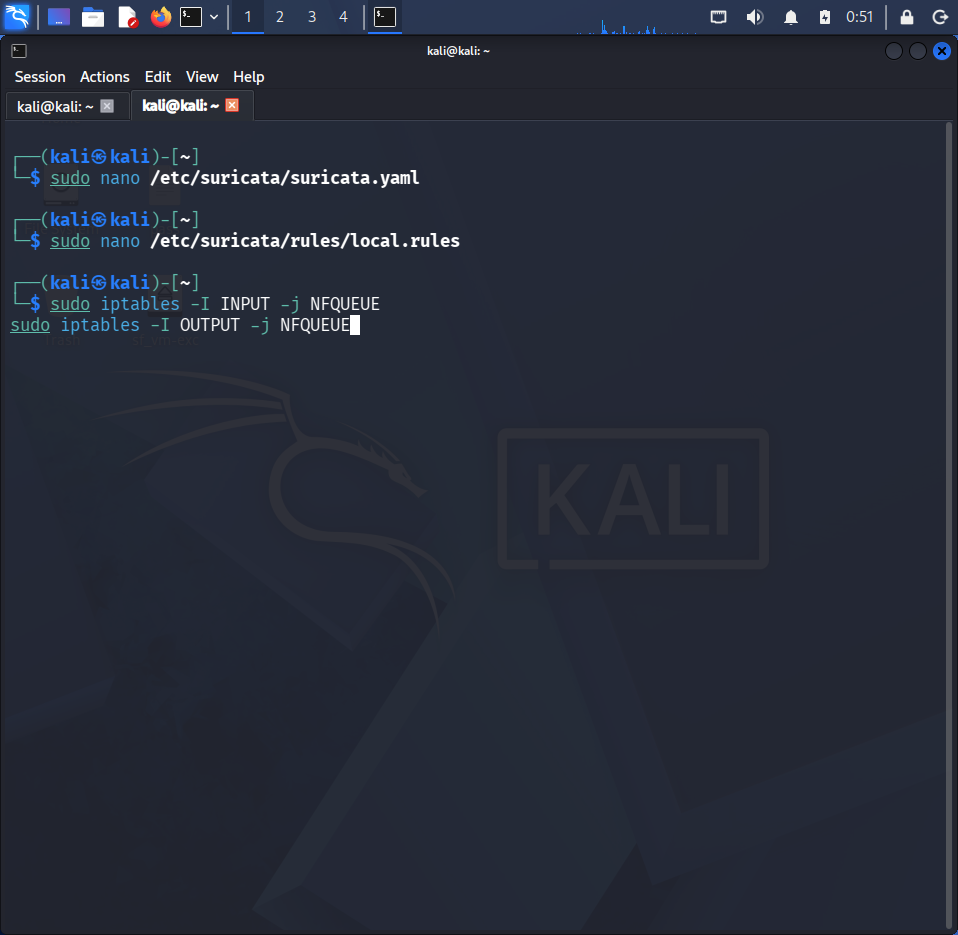 1 2 3 4 0:51
kali@kali: ~
Session Actions Edit View Help
kali@kali: ~ kali@kali: ~
┌──(kali㉿kali)-[~]
└─$ sudo nano /etc/suricata/suricata.yaml
┌──(kali㉿kali)-[~]
└─$ sudo nano /etc/suricata/rules/local.rules
┌──(kali㉿kali)-[~]
└─$ sudo iptables -I INPUT -j NFQUEUE
sudo iptables -I OUTPUT -j NFQUEUE
KALI